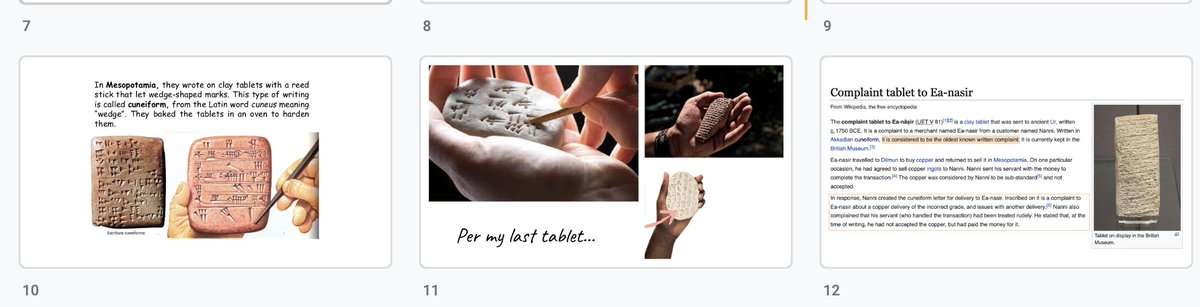 7
8
9
In Mesopotamia, they wrote on clay tablets with a reed
stick that let wedge-shaped marks. This type of writing
is called cuneiform, from the Latin word cuneus meaning
“wedge”. They baked the tablets in an oven to harden
them.
Escritura cuneiforme
10
Per my last tablet...
11
Complaint tablet to Ea-nasir
From Wikipedia, the free encyclopedia
The complaint tablet to Ea-nāṣir (UET V 81)[1][2] is a clay tablet that was sent to ancient Ur, written
c. 1750 BCE. It is a complaint to a merchant named Ea-nasir from a customer named Nanni. Written in
Akkadian cuneiform, it is considered to be the oldest known written complaint. It is currently kept in the
British Museum.[3]
Ea-nasir travelled to Dilmun to buy copper and returned to sell it in Mesopotamia. On one particular
occasion, he had agreed to sell copper ingots to Nanni. Nanni sent his servant with the money to
complete the transaction.[4] The copper was considered by Nanni to be sub-standard[5] and not
accepted.
In response, Nanni created the cuneiform letter for delivery to Ea-nasir. Inscribed on it is a complaint to
Ea-nasir about a copper delivery of the incorrect grade, and issues with another delivery; Nanni also
complained that his servant (who handled the transaction) had been treated rudely. He stated that, at the
time of writing, he had not accepted the copper, but had paid the money for it.
Tablet on display in the British
Museum.
12